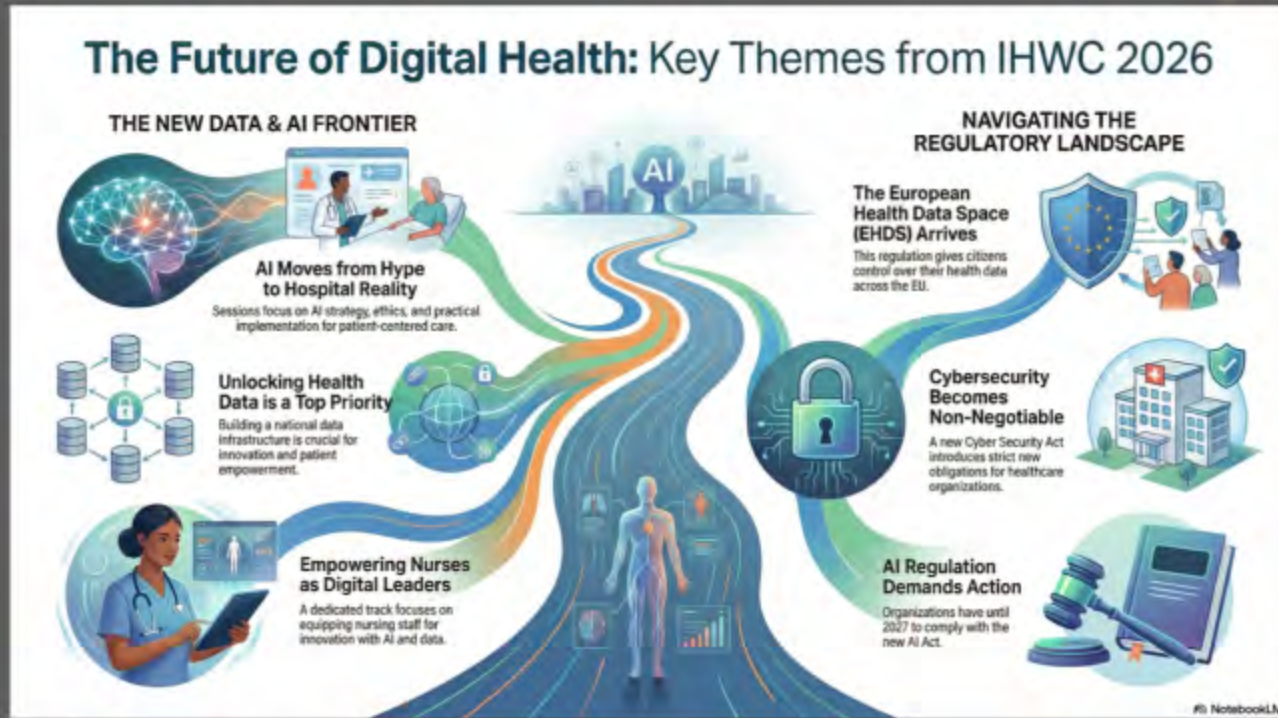 The Future of Digital Health: Key Themes from IHWC 2026
THE NEW DATA & AI FRONTIER
AI Moves from Hype
to Hospital Reality
Sessions focus on AI strategy, ethics, and practical
implementation for patient-centered care.
Unlocking Health
Data is a Top Priority
Building a national data
infrastructure is crucial for
innovation and patient
empowerment.
Empowering Nurses
as Digital Leaders
A dedicated track focuses on
equipping nursing staff for
innovation with AI and data.
AI
NAVIGATING THE
REGULATORY LANDSCAPE
The European
Health Data Space
(EHDS) Arrives
This regulation gives citizens
control over their health data
across the EU.
Cybersecurity
Becomes
Non-Negotiable
A new Cyber Security Act
introduces strict new
obligations for healthcare
organizations.
AI Regulation
Demands Action
Organizations have until
2027 to comply with the
new AI Act.
NotebookLM